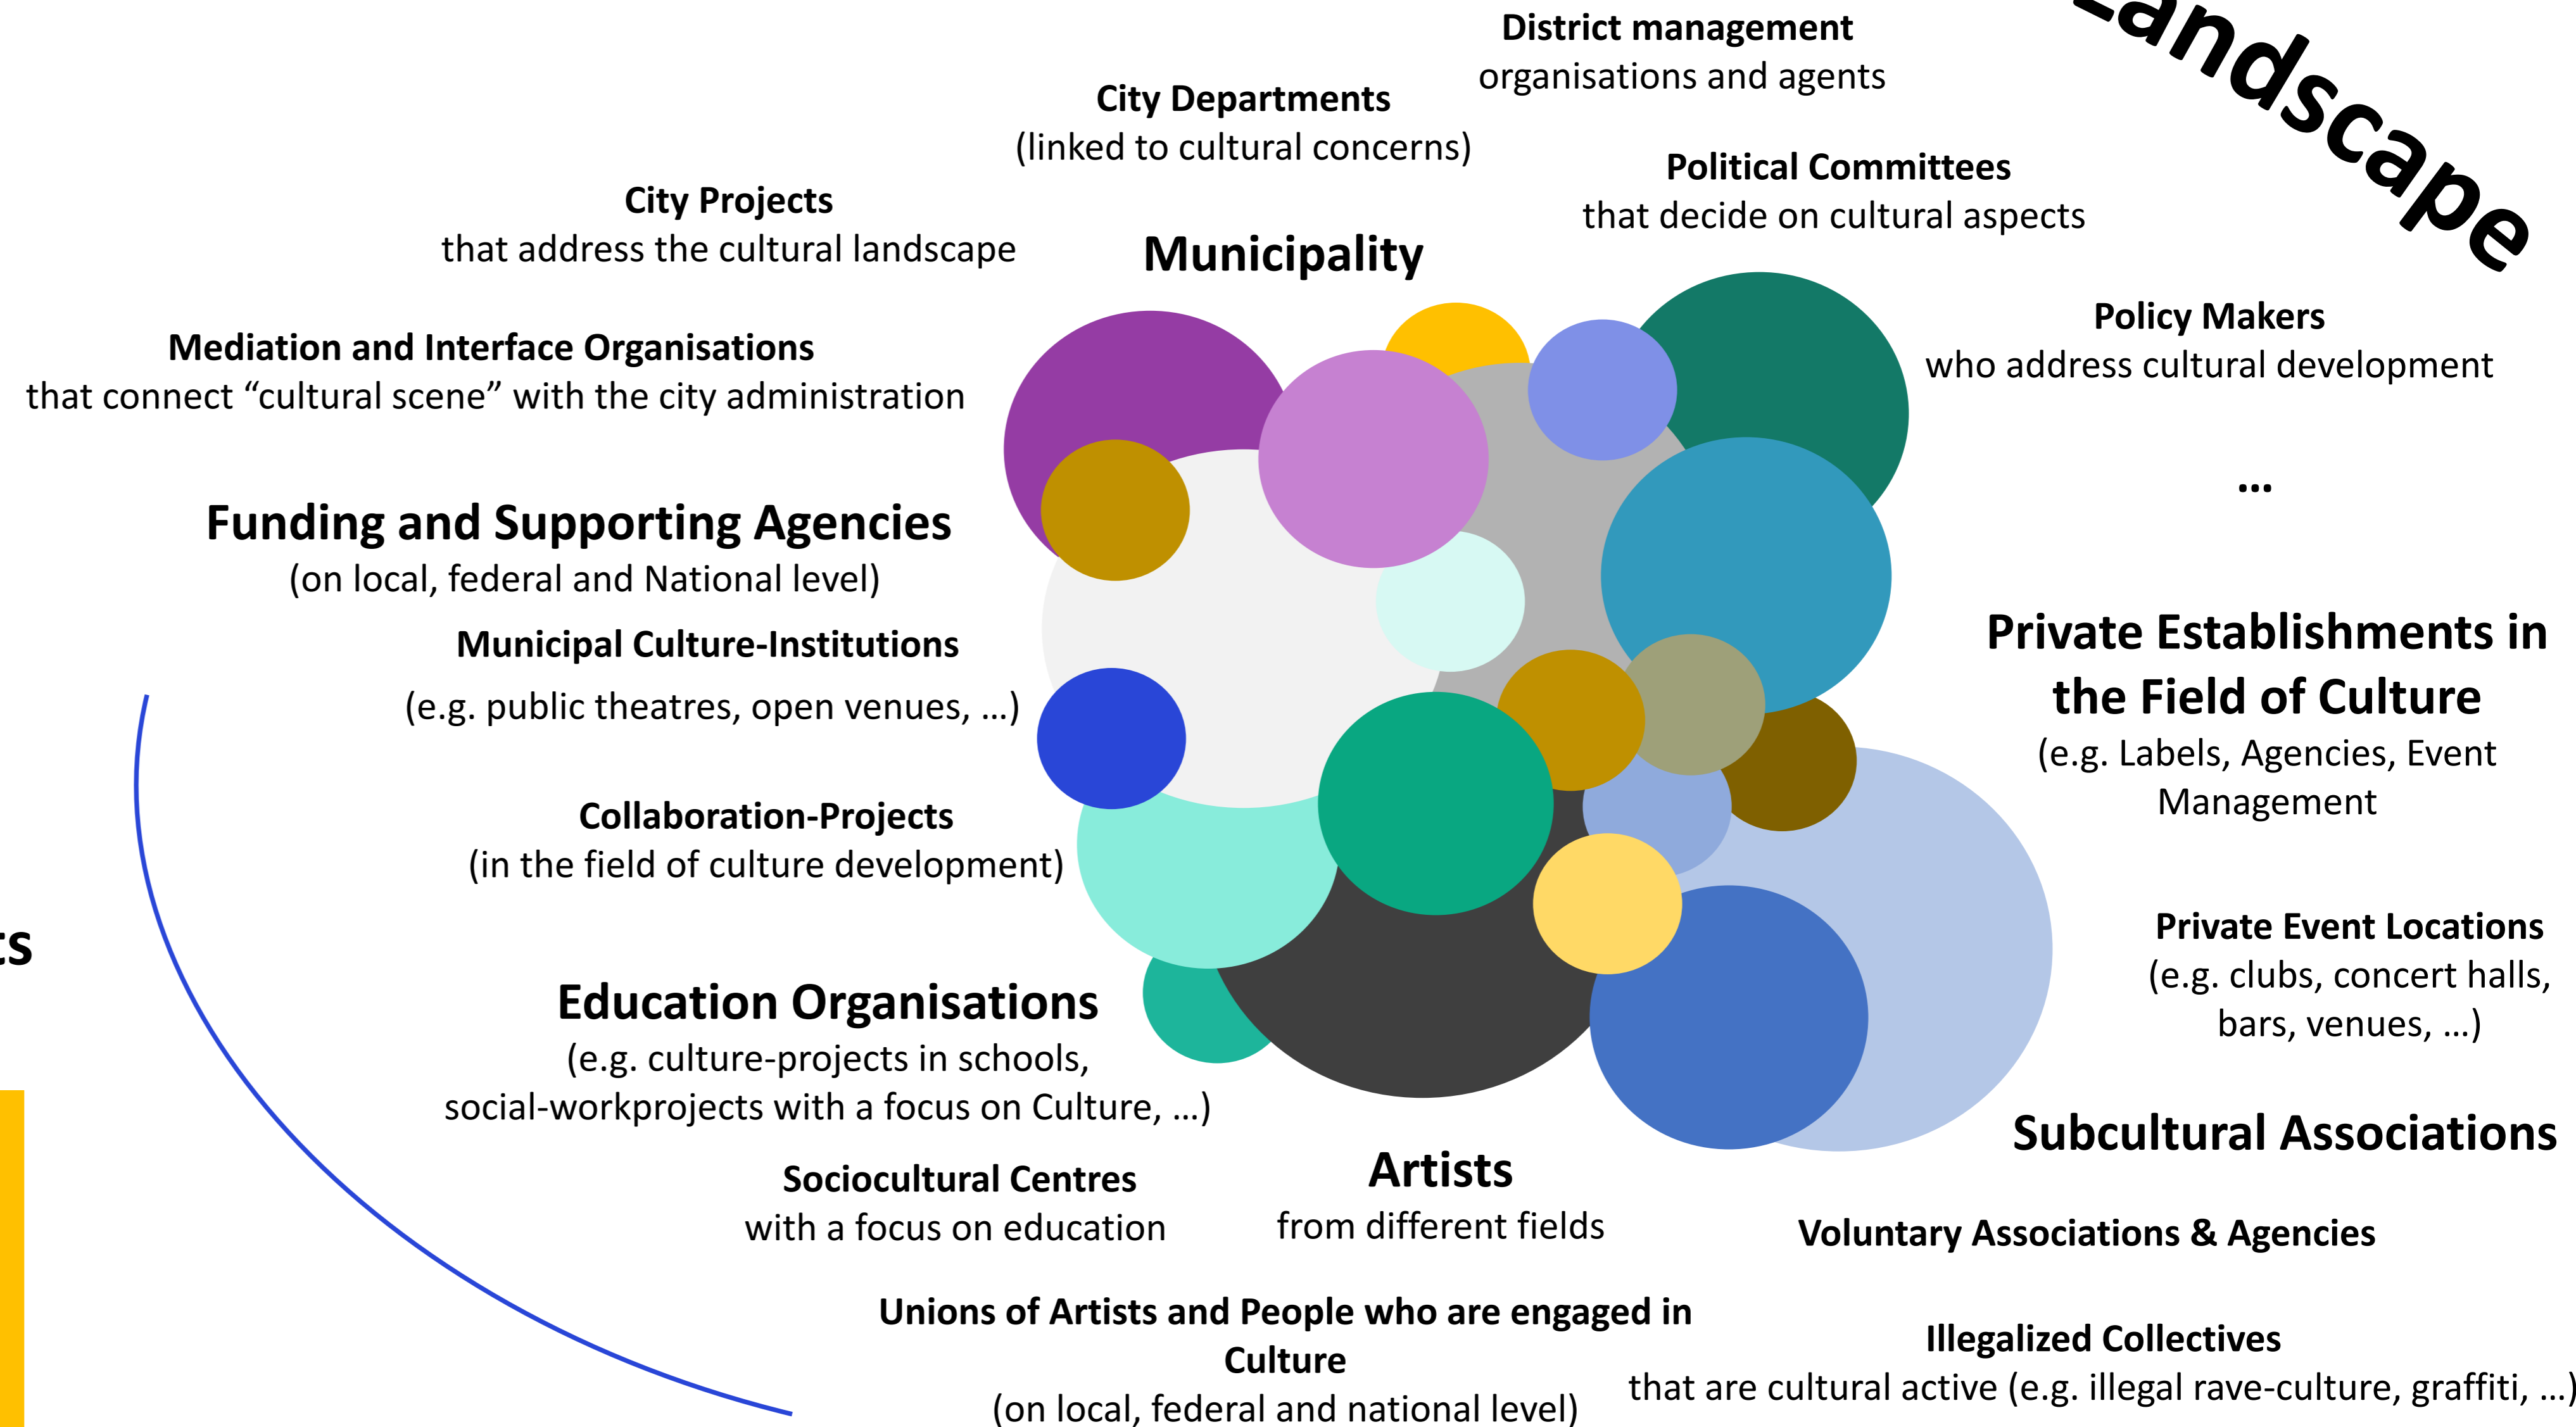 Landscape
District management
organisations and agents
City Departments
(linked to cultural concerns)
Political Committees
that decide on cultural aspects
City Projects
that address the cultural landscape
Municipality
Policy Makers
who address cultural development
Mediation and Interface Organisations
that connect “cultural scene” with the city administration
...
Funding and Supporting Agencies
(on local, federal and National level)
Municipal Culture-Institutions
(e.g. public theatres, open venues, ...)
Private Establishments in
the Field of Culture
(e.g. Labels, Agencies, Event
Management
Collaboration-Projects
(in the field of culture development)
ts
Private Event Locations
(e.g. clubs, concert halls,
bars, venues, ...)
Education Organisations
(e.g. culture-projects in schools,
social-workprojects with a focus on Culture, ...)
Subcultural Associations
Sociocultural Centres
with a focus on education
Artists
from different fields
Voluntary Associations & Agencies
Unions of Artists and People who are engaged in
Culture
(on local, federal and national level)
Illegalized Collectives
that are cultural active (e.g. illegal rave-culture, graffiti, ...)